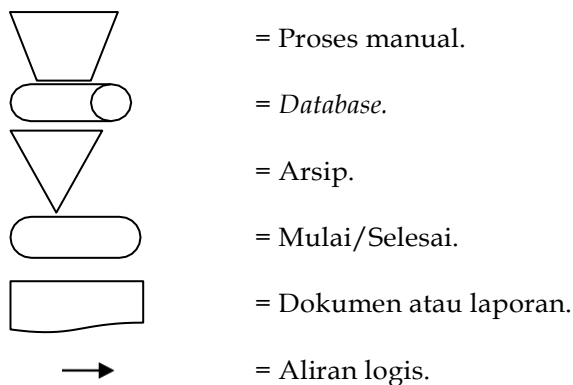 = Proses manual.
= Database.
= Arsip.
= Mulai/Selesai.
= Dokumen atau laporan.
= Aliran logis.